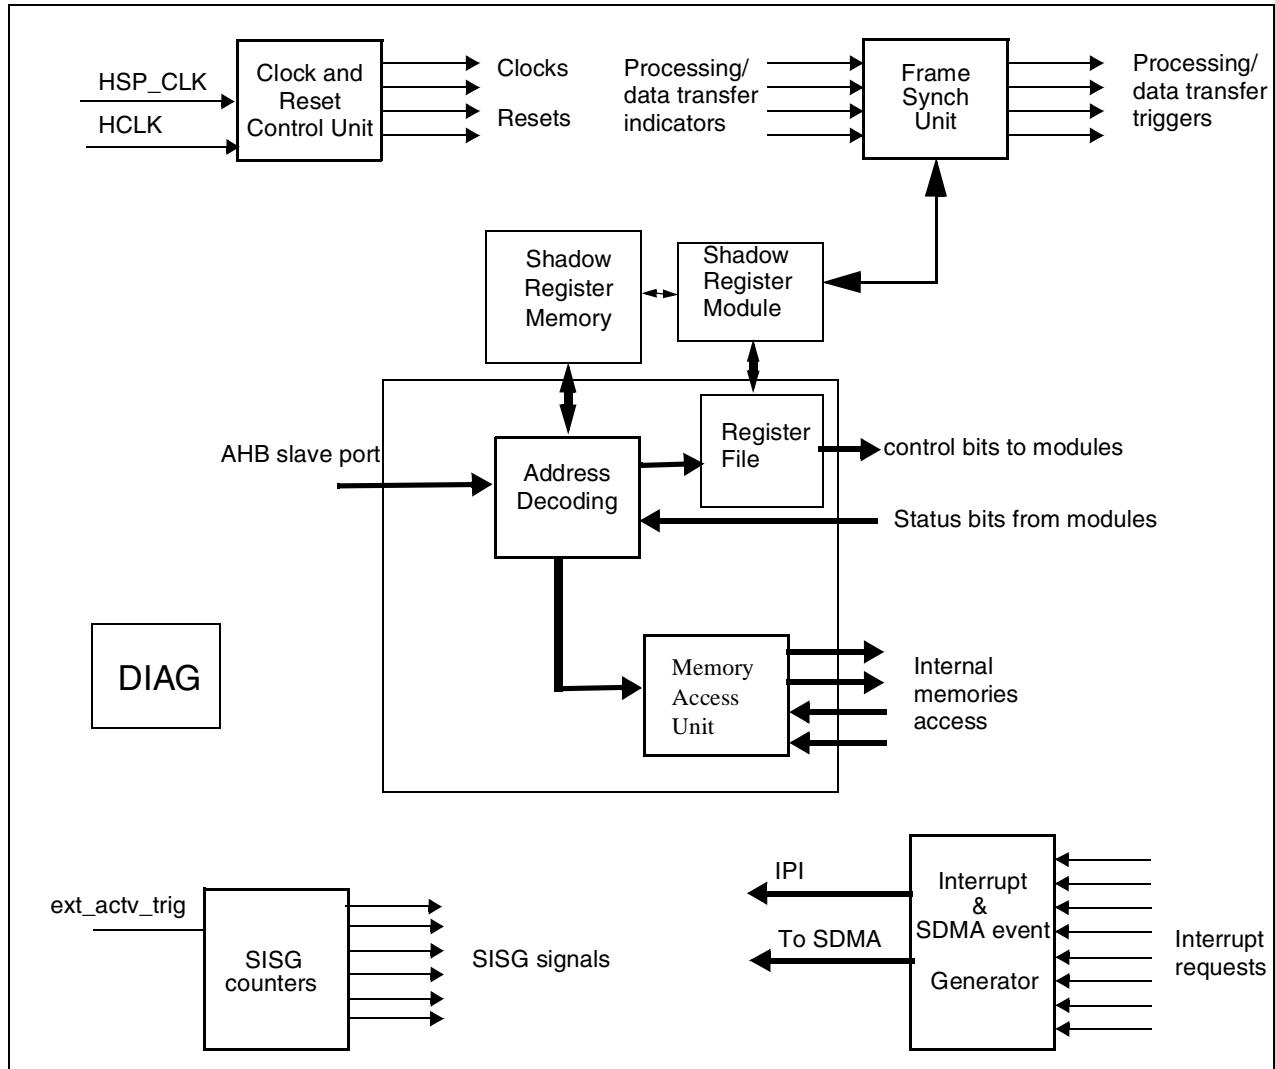 HSP_CLK
HCLK
Clock and
Reset
Control Unit
Clocks
Resets
Processing/
data transfer
indicators
Frame
Synch
Unit
Processing/
data transfer
triggers
Shadow
Register
Memory
Shadow
Register
Module
AHB slave port
Address
Decoding
Register
File
control bits to modules
Status bits from modules
DIAG
Memory
Access
Unit
Internal
memories
access
ext_actv_trig
SISG
counters
SISG signals
IPI
To SDMA
Interrupt
&
SDMA event
Generator
Interrupt
requests